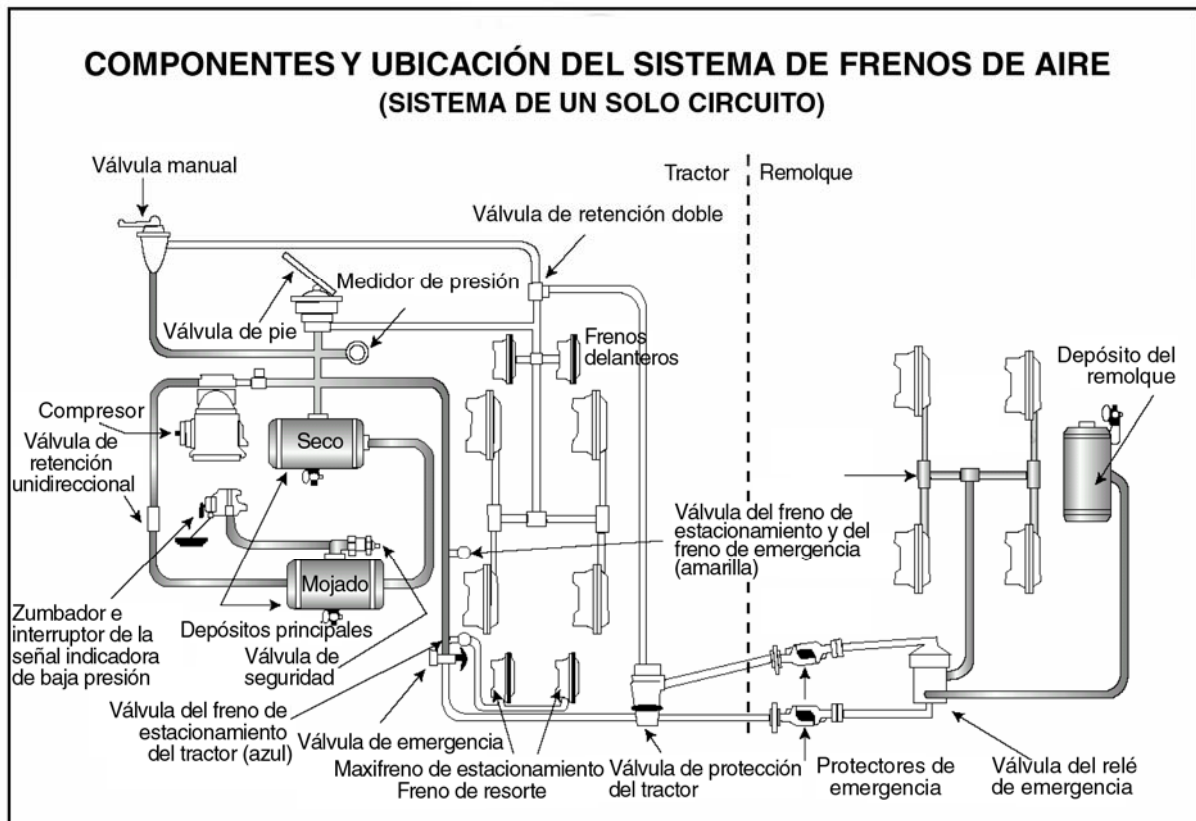 COMPONENTES Y UBICACIÓN DEL SISTEMA DE FRENOS DE AIRE
(SISTEMA DE UN SOLO CIRCUITO)
Válvula manual
Tractor
Remolque
Válvula de retención doble
Medidor de presión
Válvula de pie
Frenos
delanteros
Depósito del
remolque
Compresor
Válvula de
retención
unidireccional
Seco
Válvula del freno de
estacionamiento y del
freno de emergencia
(amarilla)
Mojado
Zumbador e
interruptor de la
señal indicadora
de baja presión
Depósitos principales
Válvula de
seguridad
Válvula del freno de
estacionamiento
del tractor (azul)
Válvula de emergencia
Maxifreno de estacionamiento
Freno de resorte
Válvula de protección
del tractor
Protectores de
emergencia
Válvula del relé
de emergencia